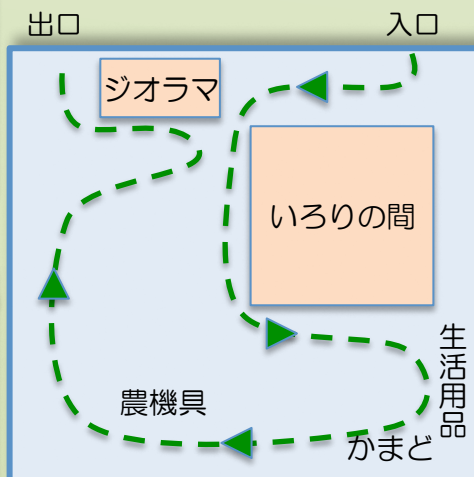 出口
入口
ジオラマ
いろりの間
生活用品
農機具
かまど